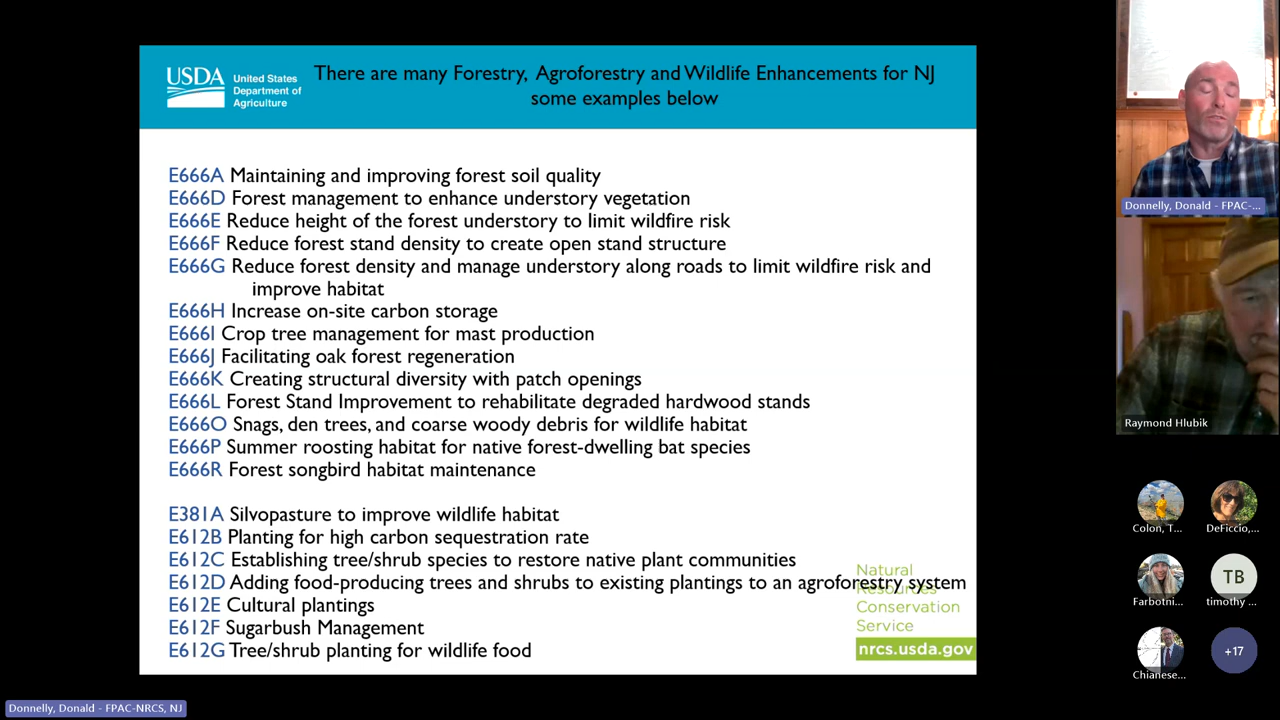 USDA
United States
Department of
Agriculture
There are many Forestry, Agroforestry and Wildlife Enhancements for NJ
some examples below
E666A Maintaining and improving forest soil quality
E666D Forest management to enhance understory vegetation
E666E Reduce height of the forest understory to limit wildfire risk
E666F Reduce forest stand density to create open stand structure
E666G Reduce forest density and manage understory along roads to limit wildfire risk and
improve habitat
E666H Increase on-site carbon storage
E666I Crop tree management for mast production
E666J Facilitating oak forest regeneration
E666K Creating structural diversity with patch openings
E666L Forest Stand Improvement to rehabilitate degraded hardwood stands
E666O Snags, den trees, and coarse woody debris for wildlife habitat
E666P Summer roosting habitat for native forest-dwelling bat species
E666R Forest songbird habitat maintenance
E381A Silvopasture to improve wildlife habitat
E612B Planting for high carbon sequestration rate
E612C Establishing tree/shrub species to restore native plant communities
E612D Adding food-producing trees and shrubs to existing plantings to an agroforestry system
E612E Cultural plantings
E612F Sugarbush Management
E612G Tree/shrub planting for wildlife food
Natural
Resources
Conservation
Service
nrcs.usda.gov
Donnelly, Donald - FPAC-...
Raymond Hlubik
Colon, T...
DeFiccio,...
Farbotni...
TB
timothy ...
Chianese...
+17
Donnelly, Donald - FPAC-NRCS, NJ